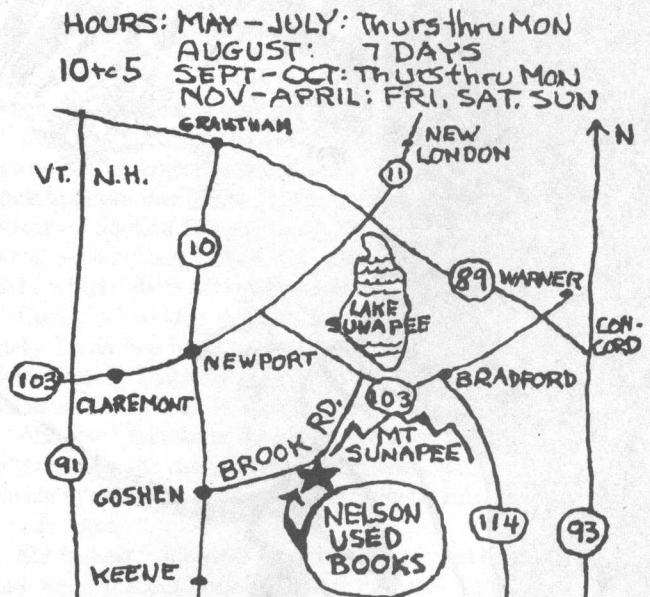 HOURS: MAY-JULY: Thurs thru MON
AUGUST: 7 DAYS
10 to 5 SEPT-OCT: Thurs thru MON
NOV-APRIL: FRI, SAT. SUN
GRANTHAM
NEW
LONDON
N
VT. N.H.
11
10
89 WARNER
LAKE
SUNAPEE
CON-
CORD
NEWPORT
103
CLAREMONT
BRADFORD
103
BROOK RD.
MT
SUNAPEE
91
GOSHEN
NELSON
USED
BOOKS
114
93
KEENE